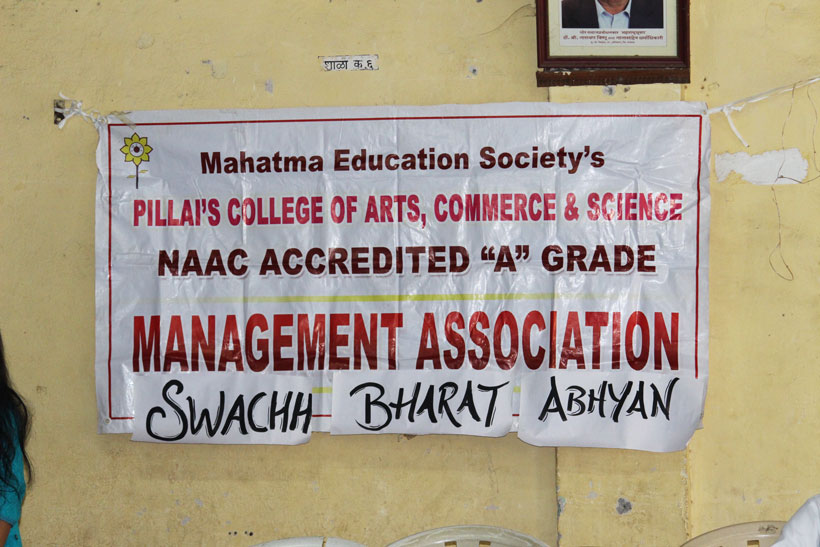 शाळा क्र. ६
Mahatma Education Society's
PILLAI'S COLLEGE OF ARTS, COMMERCE & SCIENCE
NAAC ACCREDITED "A" GRADE
MANAGEMENT ASSOCIATION
SWACHH BHARAT ABHYAN